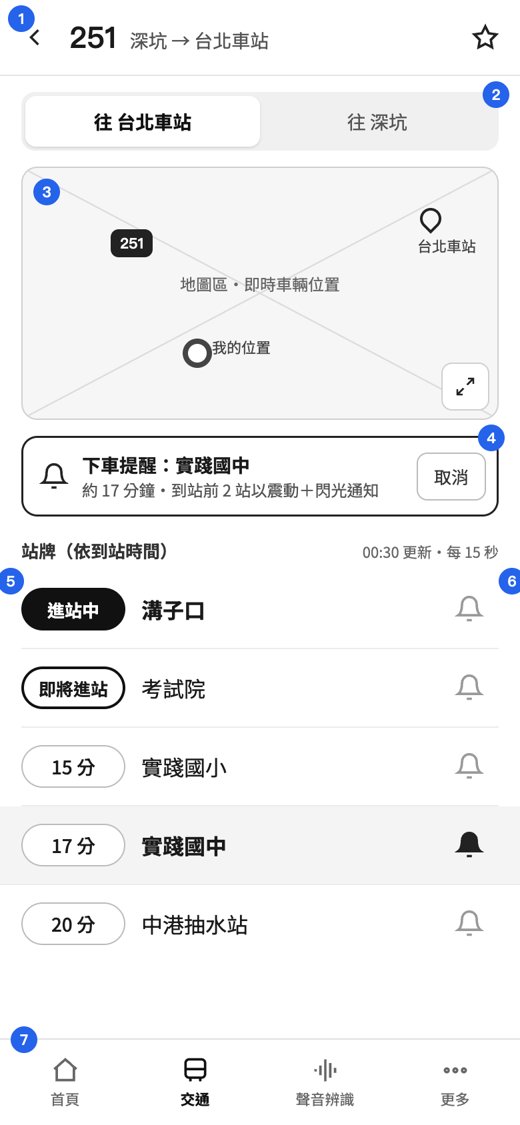 1
251 深坑 → 台北車站
2
往 台北車站 往 深坑
3
251
台北車站
地圖區・即時車輛位置
我的位置
4
下車提醒：實踐國中
約 17 分鐘・到站前 2 站以震動＋閃光通知
取消
站牌（依到站時間） 00:30 更新・每 15 秒
5 6
進站中 溝子口
即將進站 考試院
15 分 實踐國小
17 分 實踐國中
20 分 中港抽水站
7
首頁 交通 聲音辨識 更多